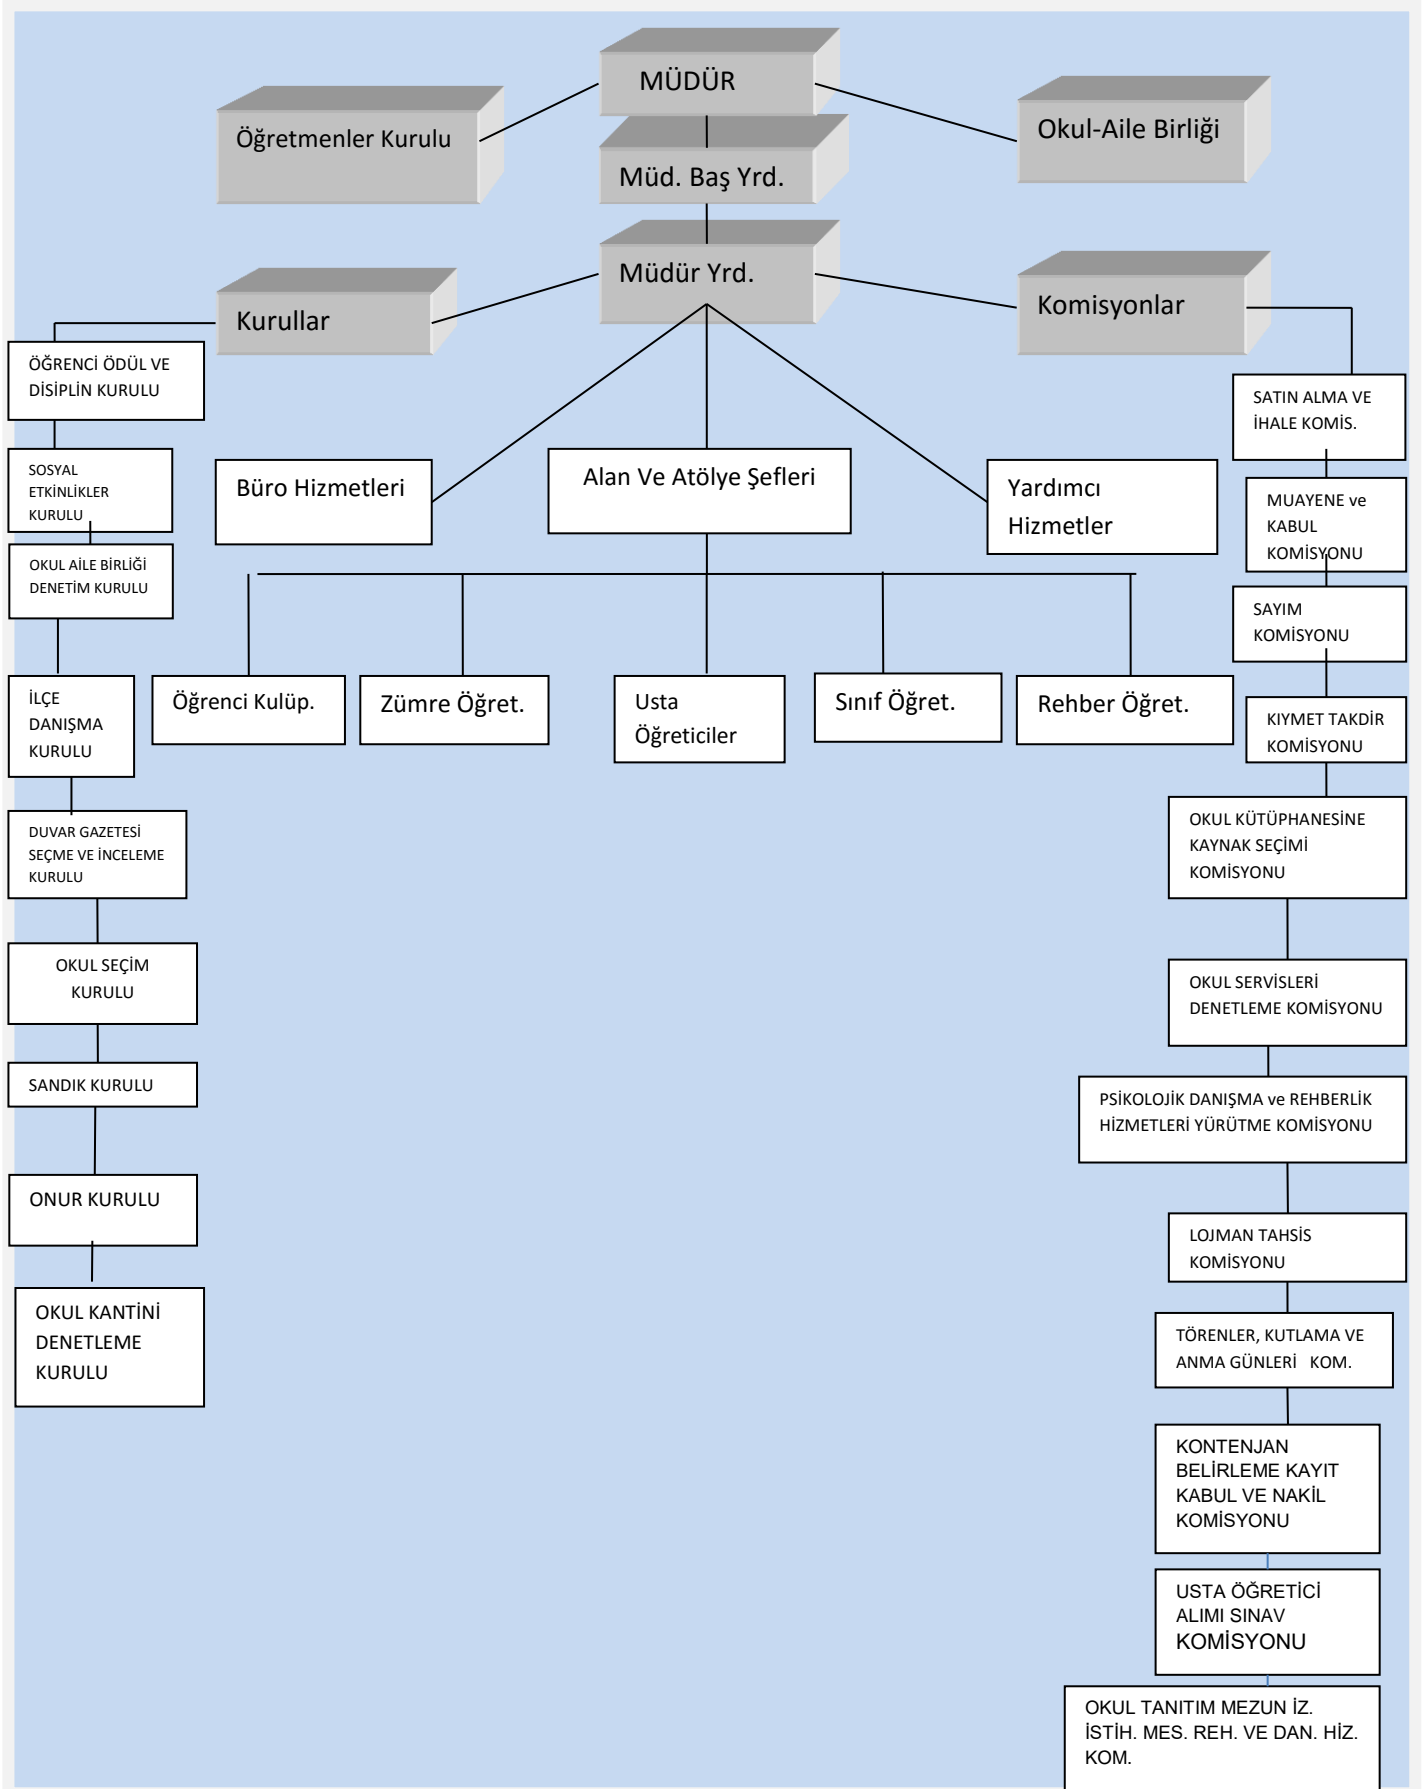 MÜDÜR
Öğretmenler Kurulu
Okul-Aile Birliği
Müd. Baş Yrd.
Müdür Yrd.
Kurullar
Komisyonlar
ÖĞRENCİ ÖDÜL VE
DİSİPLİN KURULU
SOSYAL
ETKİNLİKLER
KURULU
OKUL AİLE BİRLİĞİ
DENETİM KURULU
İLÇE
DANIŞMA
KURULU
DUVAR GAZETESİ
SEÇME VE İNCELEME
KURULU
OKUL SEÇİM
KURULU
SANDIK KURULU
ONUR KURULU
OKUL KANTİNİ
DENETLEME
KURULU
Büro Hizmetleri
Alan Ve Atölye Şefleri
Yardımcı
Hizmetler
Öğrenci Kulüp.
Zümre Öğret.
Usta
Öğreticiler
Sınıf Öğret.
Rehber Öğret.
SATIN ALMA VE
İHALE KOMİS.
MUAYENE ve
KABUL
KOMİSYONU
SAYIM
KOMİSYONU
KIYMET TAKDİR
KOMİSYONU
OKUL KÜTÜPHANESİNE
KAYNAK SEÇİMİ
KOMİSYONU
OKUL SERVİSLERİ
DENETLEME KOMİSYONU
PSİKOLOJİK DANIŞMA ve REHBERLİK
HİZMETLERİ YÜRÜTME KOMİSYONU
LOJMAN TAHSİS
KOMİSYONU
TÖRENLER, KUTLAMA VE
ANMA GÜNLERİ KOM.
KONTENJAN
BELİRLEME KAYIT
KABUL VE NAKİL
KOMİSYONU
USTA ÖĞRETİCİ
ALIMI SINAV
KOMİSYONU
OKUL TANITIM MEZUN İZ.
İSTİH. MES. REH. VE DAN. HİZ.
KOM.